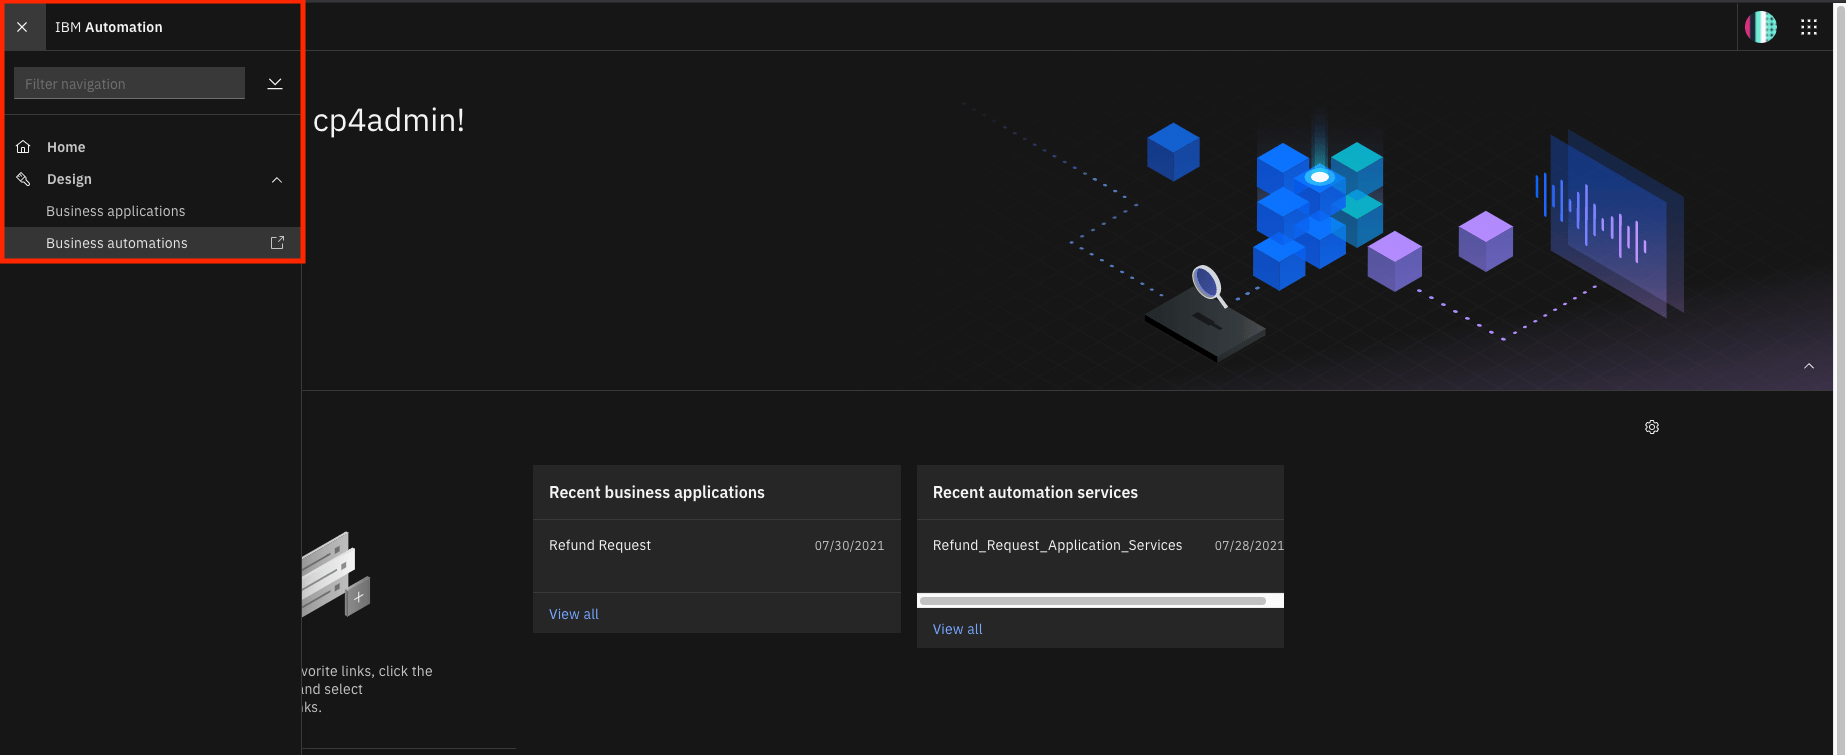 IBM Automation
Filter navigation
Home
Design
Business applications
Business automations
cp4admin!
Recent business applications
Refund Request 07/30/2021
View all
Recent automation services
Refund_Request_Application_Services 07/28/2021
View all
vorite links, click the
and select
ks.